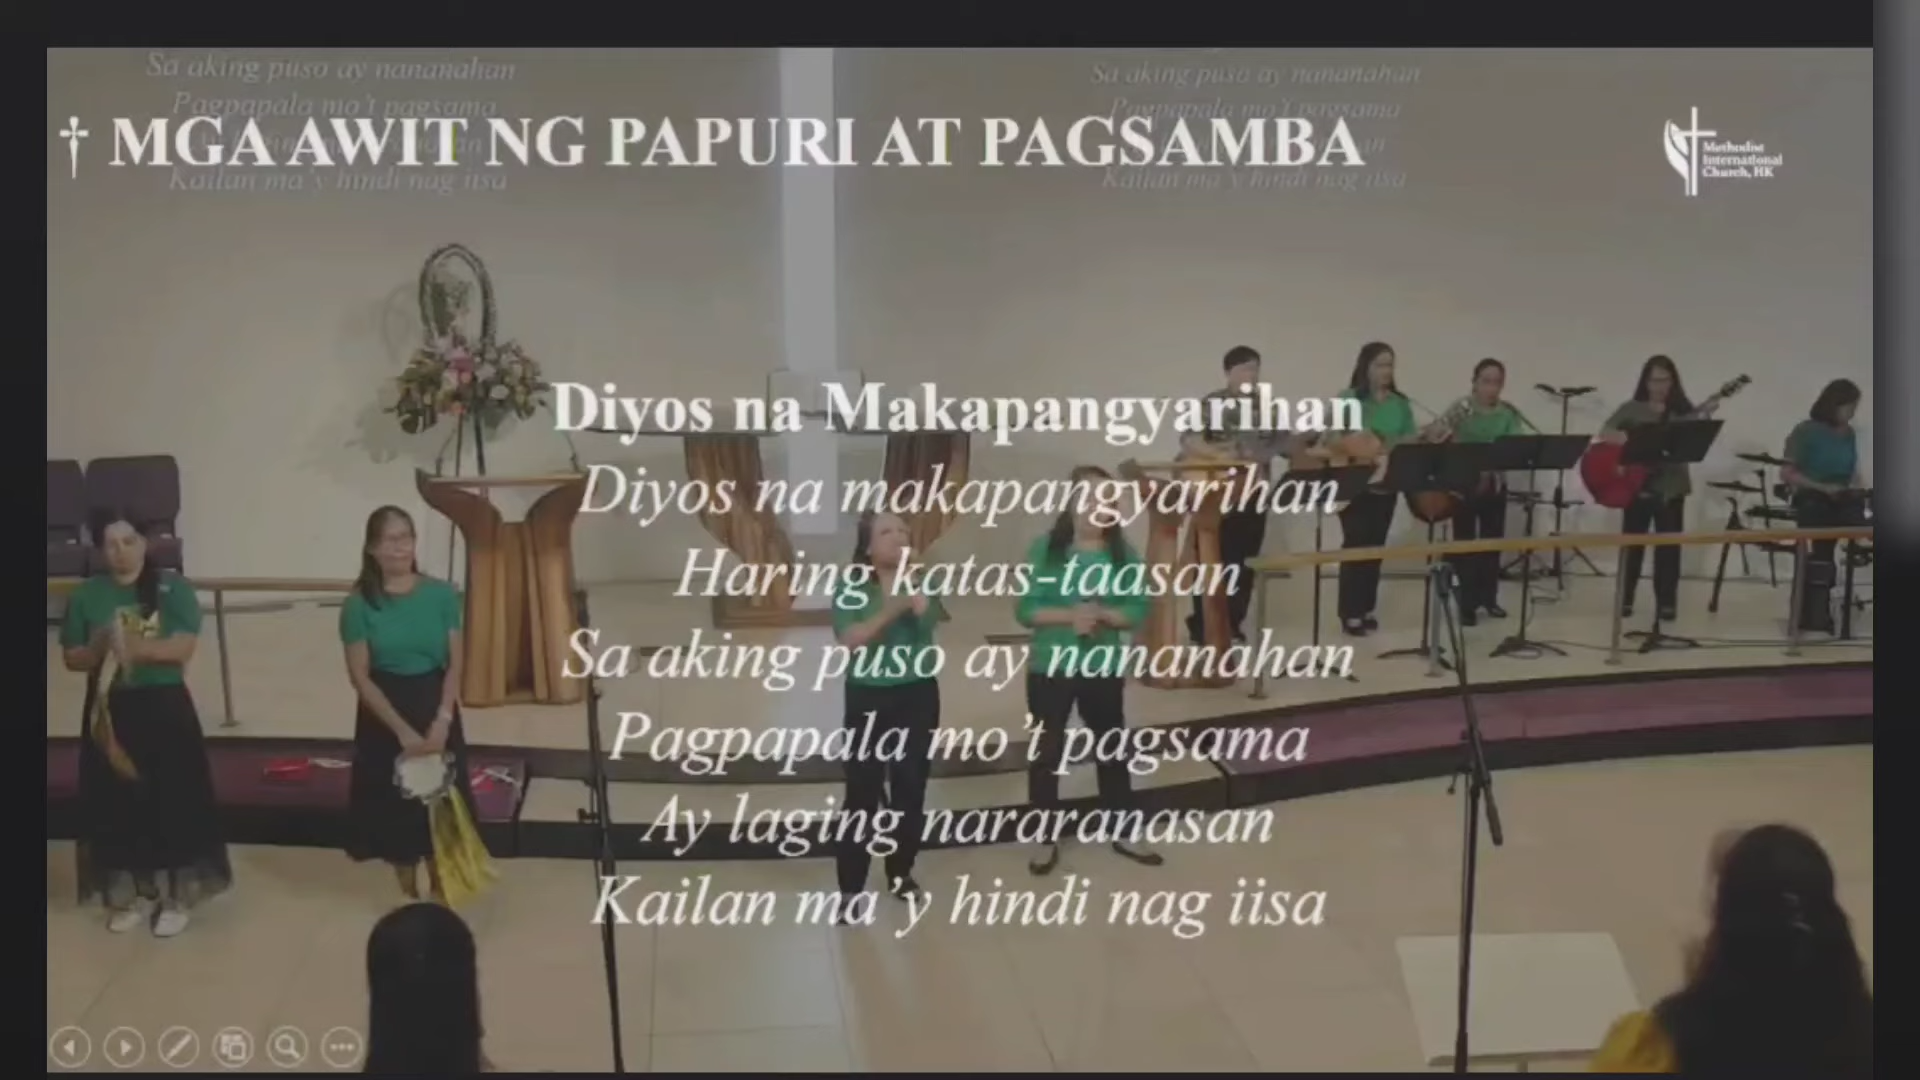 Sa aking puso ay nananahan
Pagpapala mo't pagsama
Kailan ma'y hindi nag iisa
Sa aking puso ay nananahan
Pagpapala mo't pagsama
Kailan ma'y hindi nag iisa
† MGA AWIT NG PAPURI AT PAGSAMBA
Methodist
International
Church, HK
Diyos na Makapangyarihan
Diyos na makapangyarihan
Haring katas-taasan
Sa aking puso ay nananahan
Pagpapala mo't pagsama
Ay laging nararanasan
Kailan ma'y hindi nag iisa